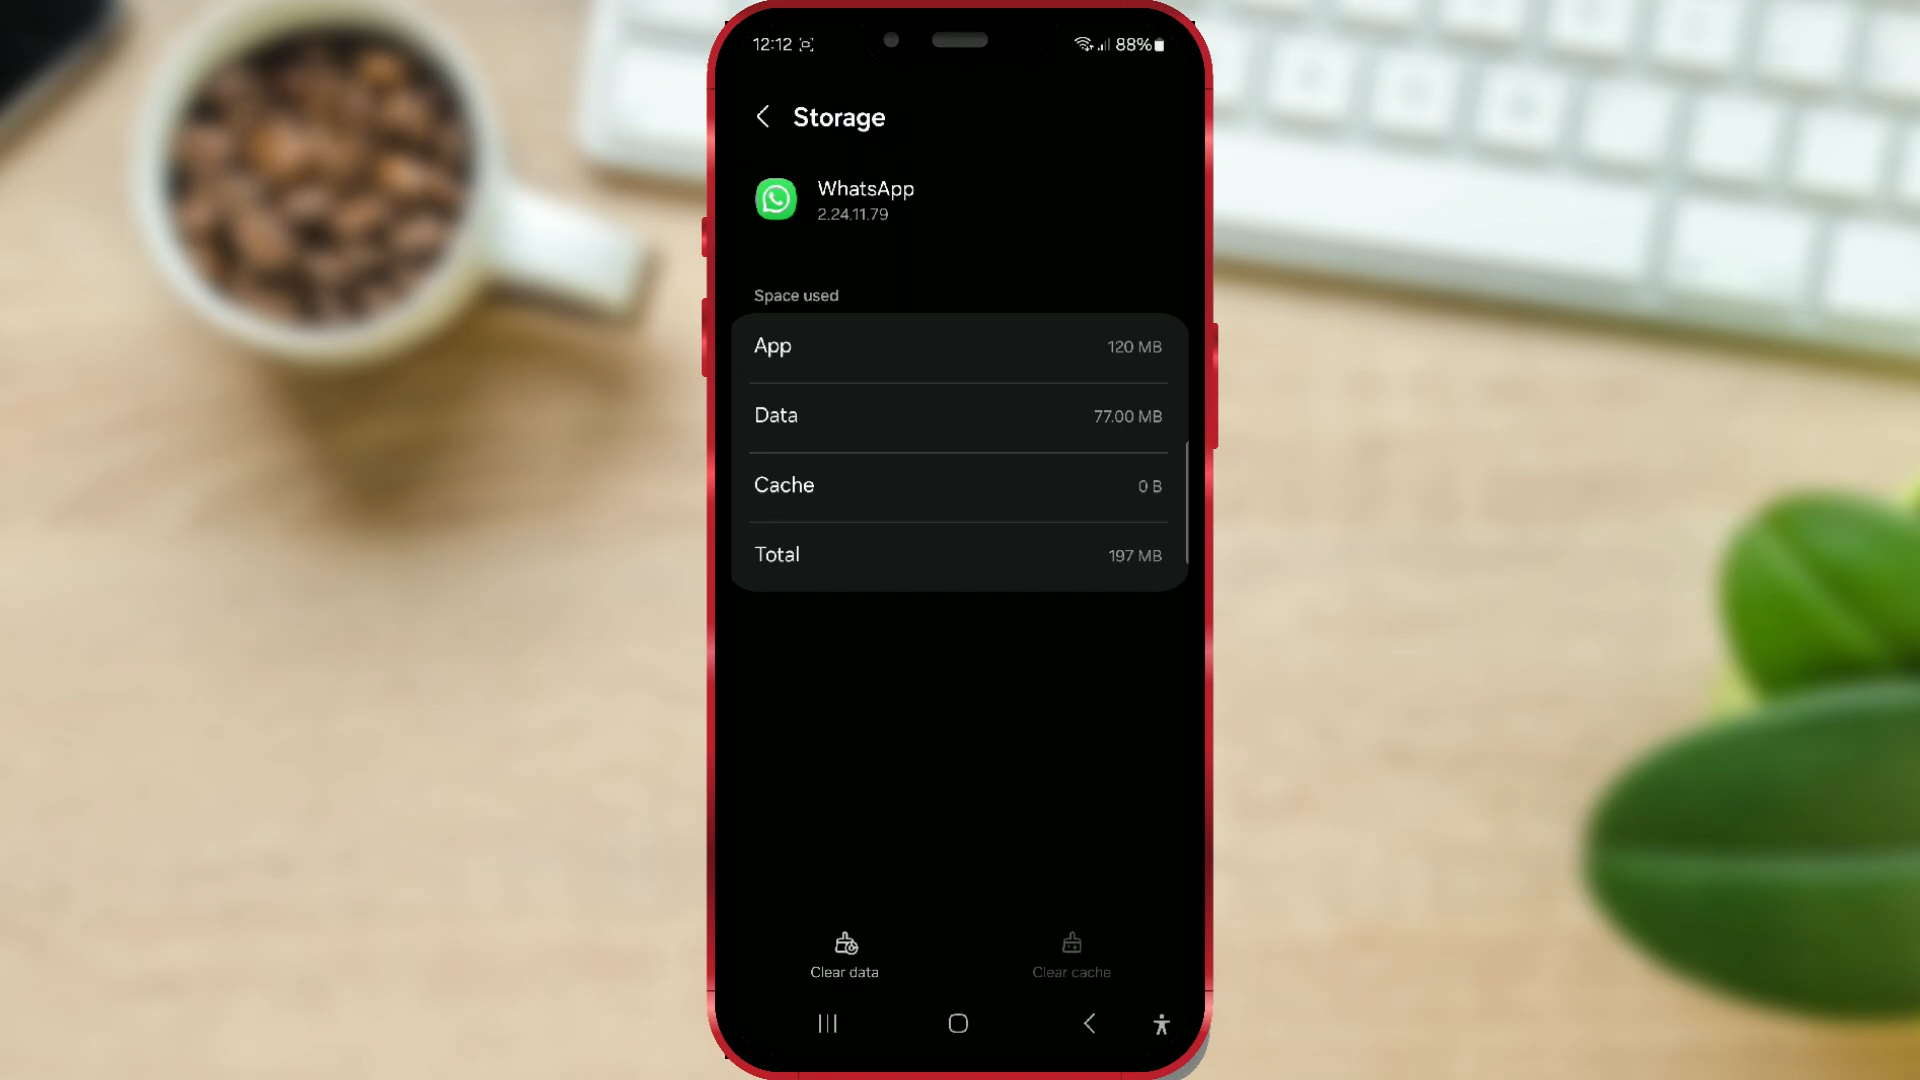 12:12 88%
Storage
WhatsApp
2.24.11.79
Space used
App 120 MB
Data 77.00 MB
Cache 0 B
Total 197 MB
Clear data Clear cache